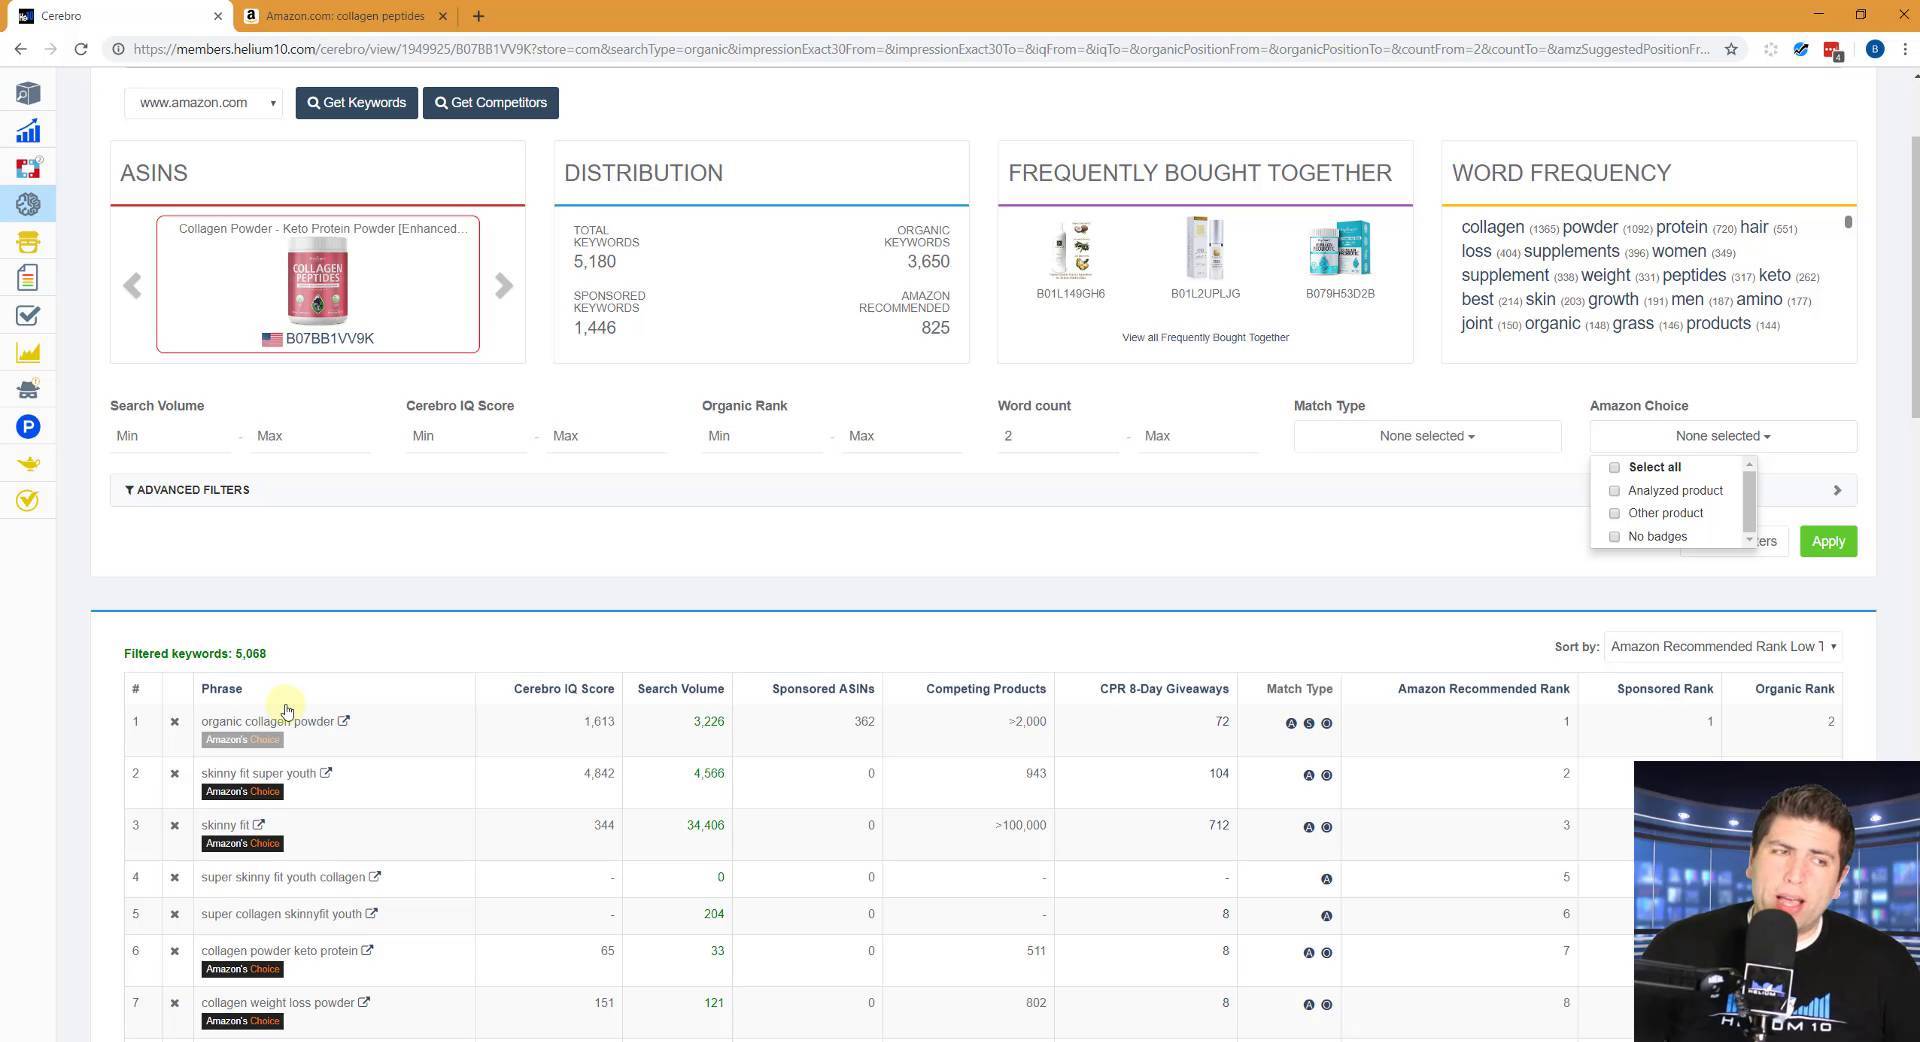 Cerebro
Amazon.com: collagen peptides
https://members.helium10.com/cerebro/view/1949925/B07BB1VV9K?store=com&searchType=organic&impressionExact30From=&impressionExact30To=&iqFrom=&iqTo=&organicPositionFrom=&organicPositionTo=&countFrom=2&countTo=&amzSuggestedPositionFr...
4
B
www.amazon.com
Get Keywords
Get Competitors
ASINS
Collagen Powder - Keto Protein Powder [Enhanced...
COLLAGEN
PEPTIDES
B07BB1VV9K
DISTRIBUTION
TOTAL KEYWORDS
5,180
ORGANIC KEYWORDS
3,650
SPONSORED KEYWORDS
1,446
AMAZON RECOMMENDED
825
FREQUENTLY BOUGHT TOGETHER
B01L149GH6 B01L2UPLJG B079H53D2B
View all Frequently Bought Together
WORD FREQUENCY
collagen (1365) powder (1092) protein (720) hair (551)
loss (404) supplements (396) women (349)
supplement (338) weight (331) peptides (317) keto (262)
best (214) skin (203) growth (191) men (187) amino (177)
joint (150) organic (148) grass (146) products (144)
Search Volume Cerebro IQ Score Organic Rank Word count Match Type Amazon Choice
Min - Max Min - Max Min - Max 2 - Max None selected None selected
Select all
Analyzed product
Other product
No badges
ADVANCED FILTERS
ters
Apply
Filtered keywords: 5,068
Sort by: Amazon Recommended Rank Low T
# Phrase Cerebro IQ Score Search Volume Sponsored ASINs Competing Products CPR 8-Day Giveaways Match Type Amazon Recommended Rank Sponsored Rank Organic Rank
1 organic collagen powder 1,613 3,226 362 >2,000 72 A S O 1 1 2
Amazon's Choice
2 skinny fit super youth 4,842 4,566 0 943 104 A O 2
Amazon's Choice
3 skinny fit 344 34,406 0 >100,000 712 A O 3
Amazon's Choice
4 super skinny fit youth collagen - 0 0 - - A 5
5 super collagen skinnyfit youth - 204 0 - 8 A 6
6 collagen powder keto protein 65 33 0 511 8 A O 7
Amazon's Choice
7 collagen weight loss powder 151 121 0 802 8 A O 8
Amazon's Choice
HELIUM